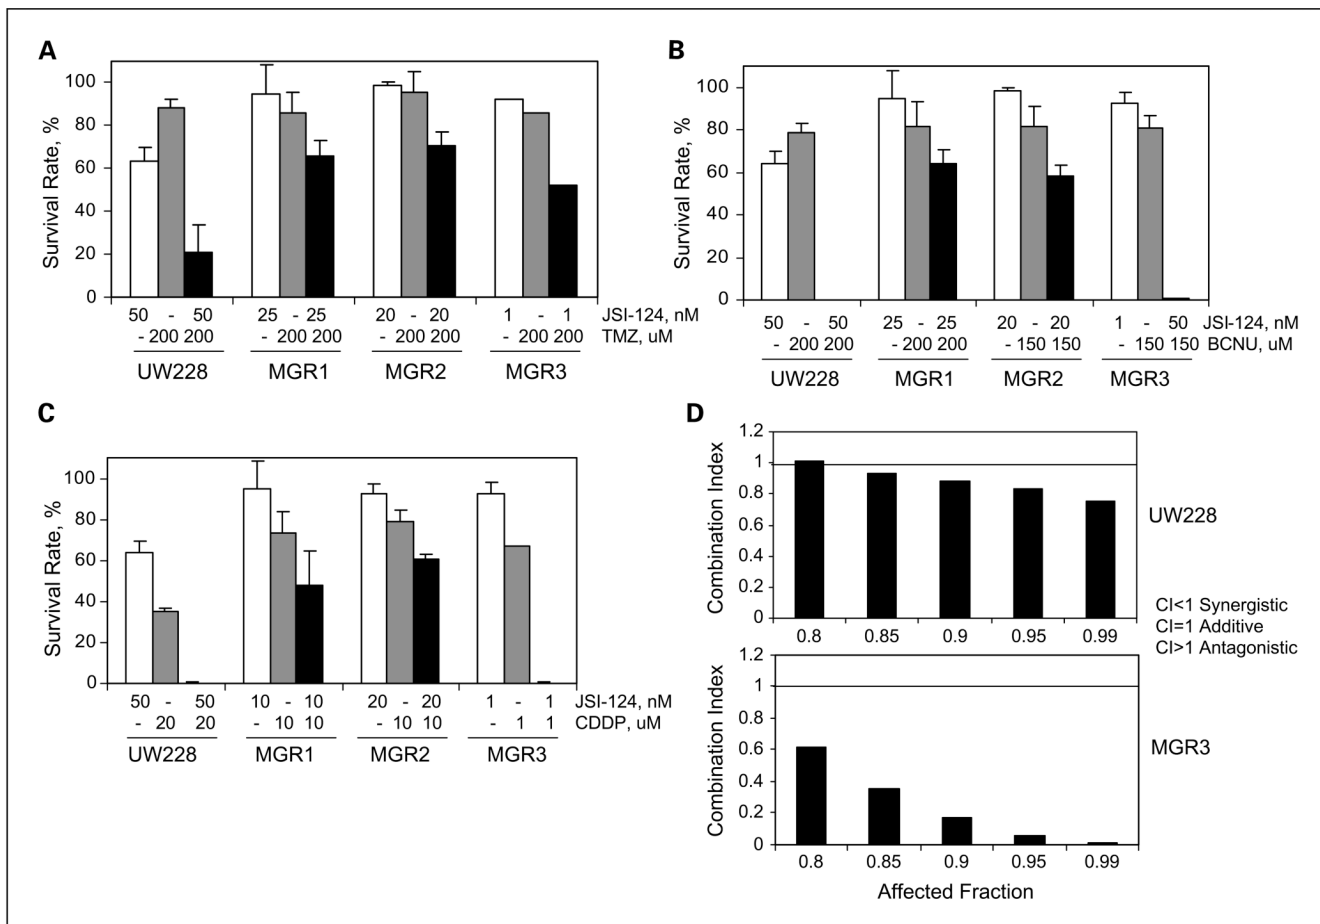 A
Survival Rate, %
100
80
60
40
20
0
50 - 50 25 - 25 20 - 20 1 - 1 JSI-124, nM
- 200 200 - 200 200 - 200 200 - 200 200 TMZ, uM
UW228 MGR1 MGR2 MGR3
B
Survival Rate, %
100
80
60
40
20
0
50 - 50 25 - 25 20 - 20 1 - 50 JSI-124, nM
- 200 200 - 200 200 - 150 150 - 150 150 BCNU, uM
UW228 MGR1 MGR2 MGR3
C
Survival Rate, %
100
80
60
40
20
0
50 - 50 10 - 10 20 - 20 1 - 1 JSI-124, nM
- 20 20 - 10 10 - 10 10 - 1 1 CDDP, uM
UW228 MGR1 MGR2 MGR3
D
Combination Index
1.2
1
0.8
0.6
0.4
0.2
0
0.8 0.85 0.9 0.95 0.99
UW228
CI<1 Synergistic
CI=1 Additive
CI>1 Antagonistic
Combination Index
1.2
1
0.8
0.6
0.4
0.2
0
0.8 0.85 0.9 0.95 0.99
MGR3
Affected Fraction